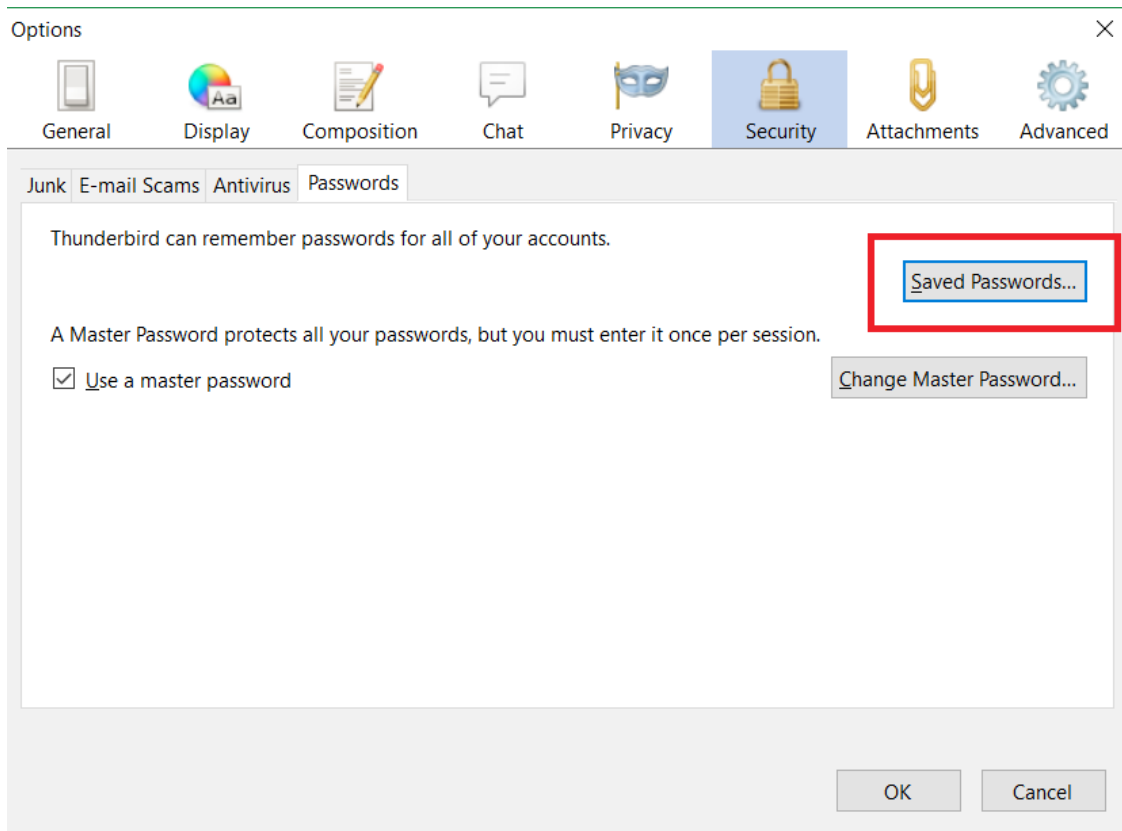 Options
General Display Composition Chat Privacy Security Attachments Advanced
Junk E-mail Scams Antivirus Passwords
Thunderbird can remember passwords for all of your accounts.
Saved Passwords...
A Master Password protects all your passwords, but you must enter it once per session.
Use a master password Change Master Password...
OK Cancel